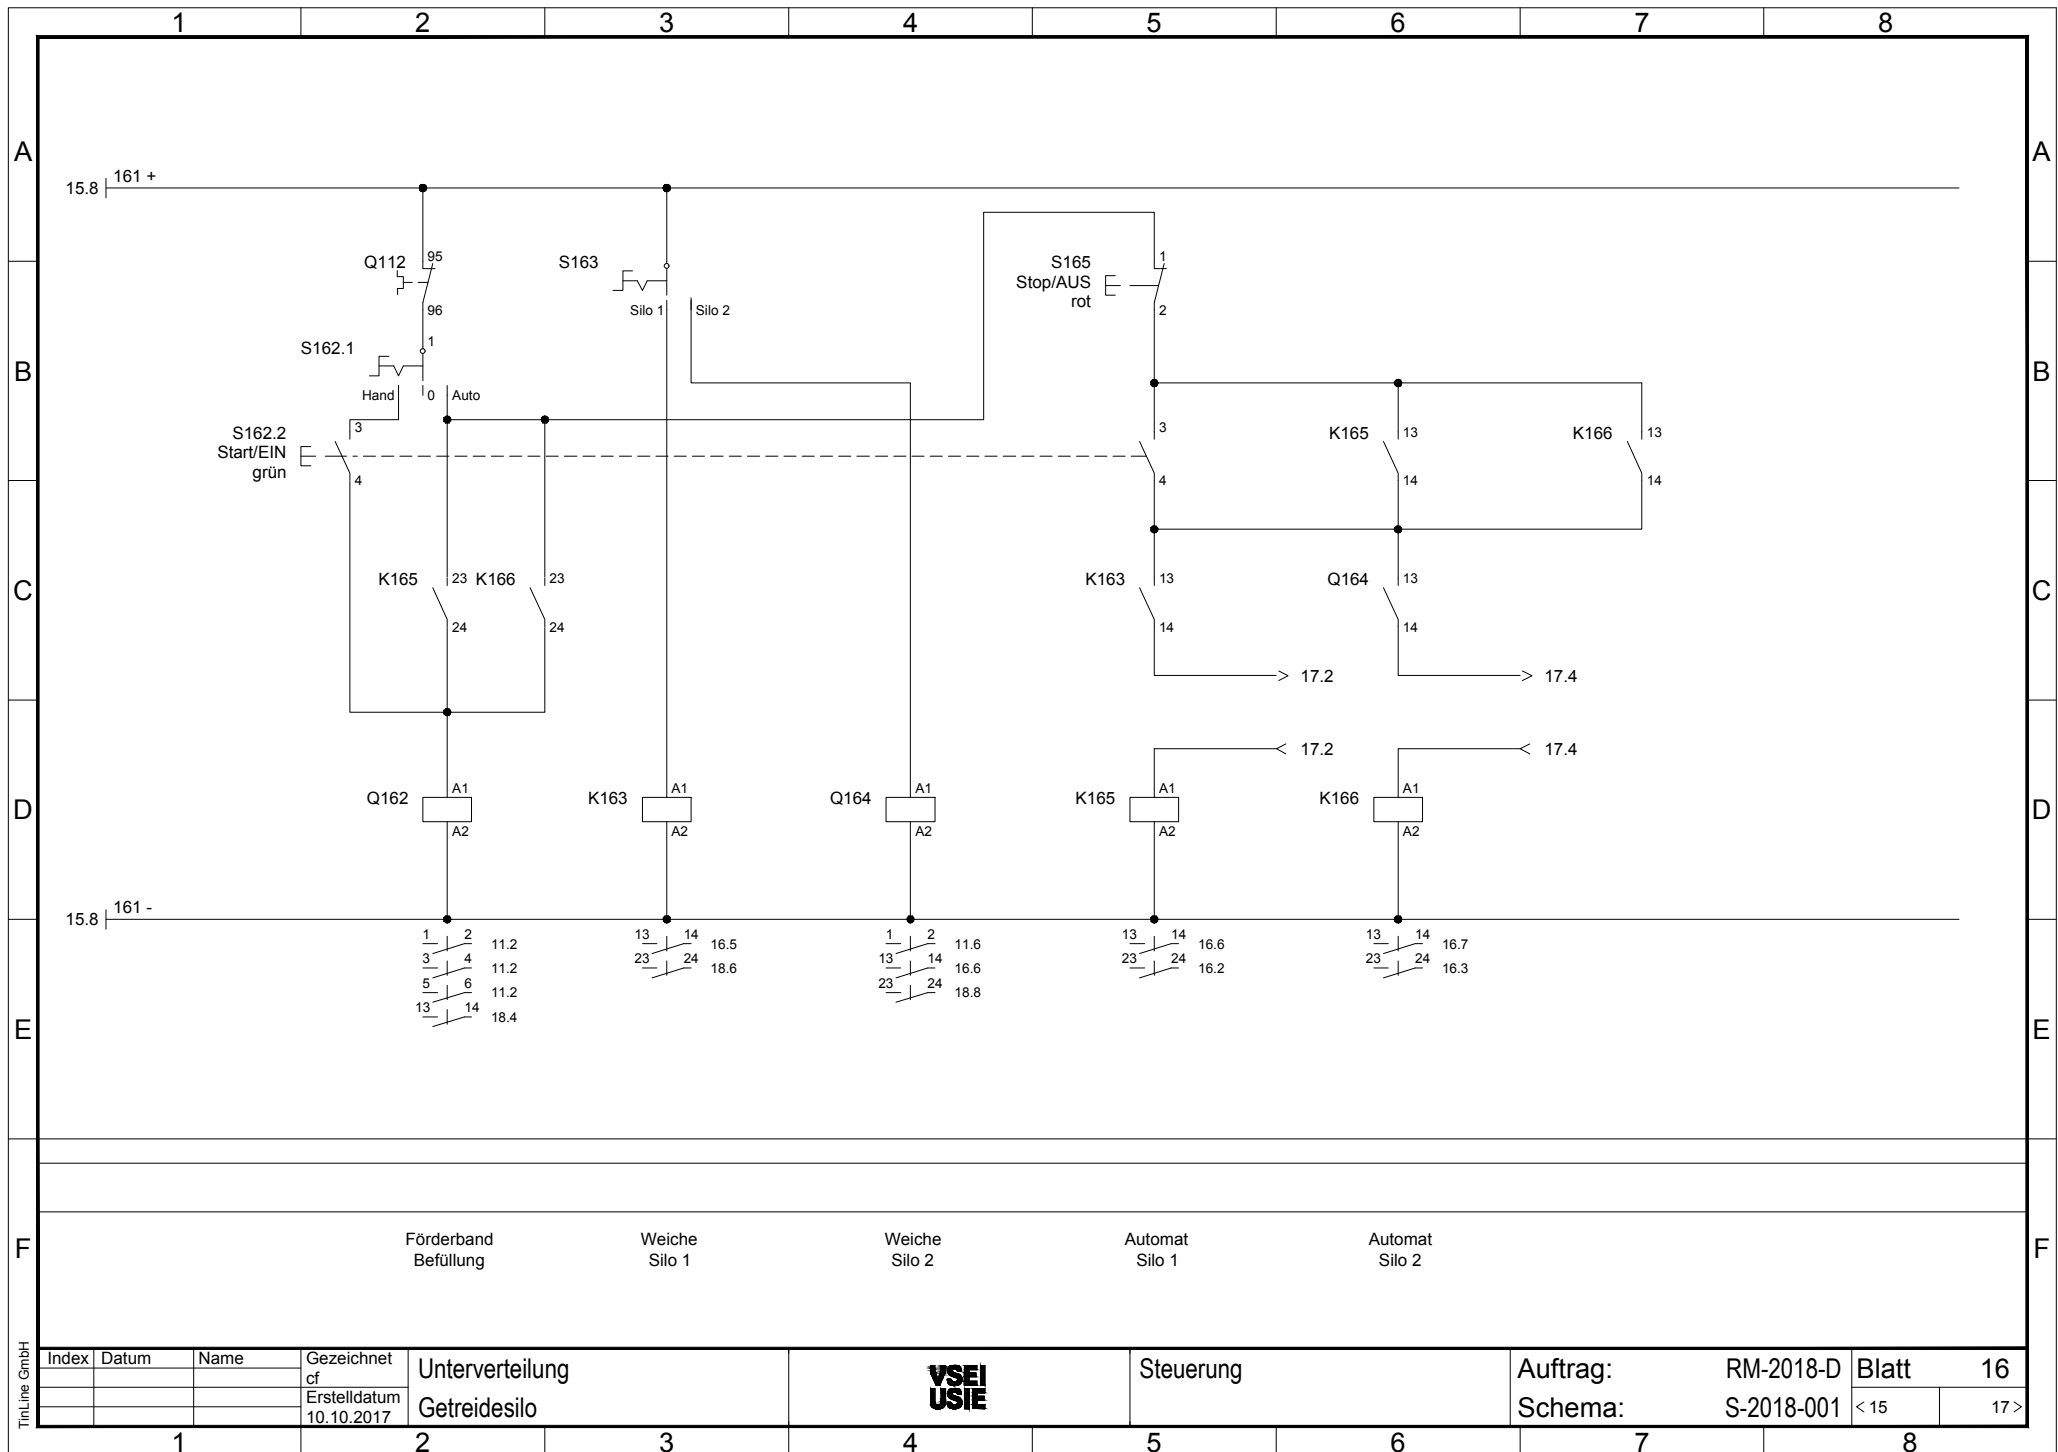 1 2 3 4 5 6 7 8
A A
15.8 161 +
Q112 95
96
S163
Silo 1 Silo 2
S165 1
Stop/AUS
rot
2
S162.1 1
B B
Hand 0 Auto
S162.2 3
Start/EIN
grün
4
3
4
K165 13
14
K166 13
14
C C
K165 23
24
K166 23
24
K163 13
14
Q164 13
14
> 17.2
> 17.4
< 17.2
< 17.4
D D
Q162 A1
A2
K163 A1
A2
Q164 A1
A2
K165 A1
A2
K166 A1
A2
15.8 161 -
1 2 11.2
3 4 11.2
5 6 11.2
13 14 18.4
13 14 16.5
23 24 18.6
1 2 11.6
13 14 16.6
23 24 18.8
13 14 16.6
23 24 16.2
13 14 16.7
23 24 16.3
E E
F F
Förderband
Befüllung
Weiche
Silo 1
Weiche
Silo 2
Automat
Silo 1
Automat
Silo 2
TinLine GmbH
Index Datum Name Gezeichnet
cf
Erstelldatum
10.10.2017
Unterverteilung
Getreidesilo
VSEI
USIE
Steuerung
Auftrag: RM-2018-D
Schema: S-2018-001
Blatt 16
< 15 17 >
1 2 3 4 5 6 7 8